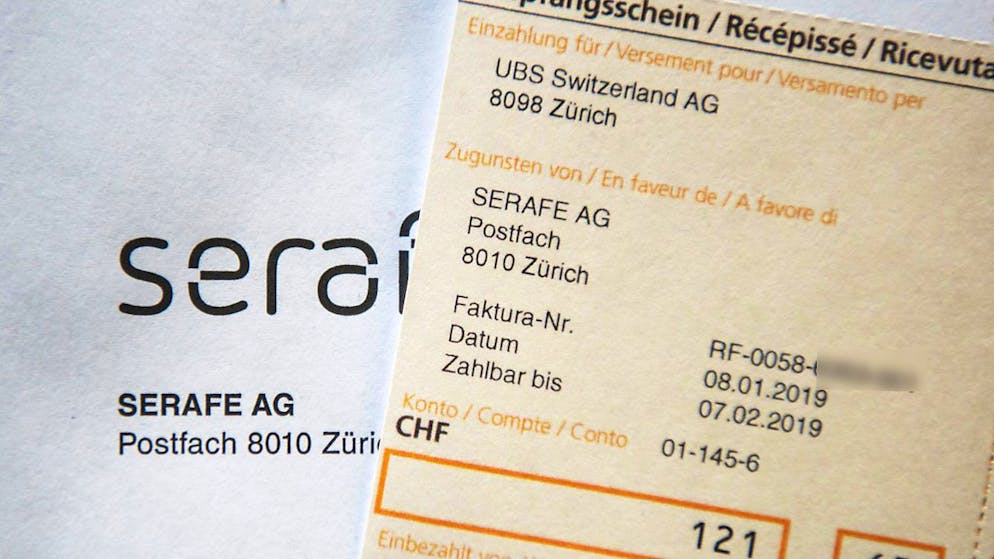 serafe
SERAFE AG
Postfach 8010
Récépissé / Ricevuta
Einzahlung für / Versement pour / Versamento per
UBS Switzerland AG
8098 Zürich
Zugunsten von / En faveur de / A favore di
SERAFE AG
Postfach
8010 Zürich
Faktura-Nr. RF-0058-
Datum 08.01.2019
Zahlbar bis 07.02.2019
Konto / Compte / Conto 01-145-6
CHF
121
Einbezahlt